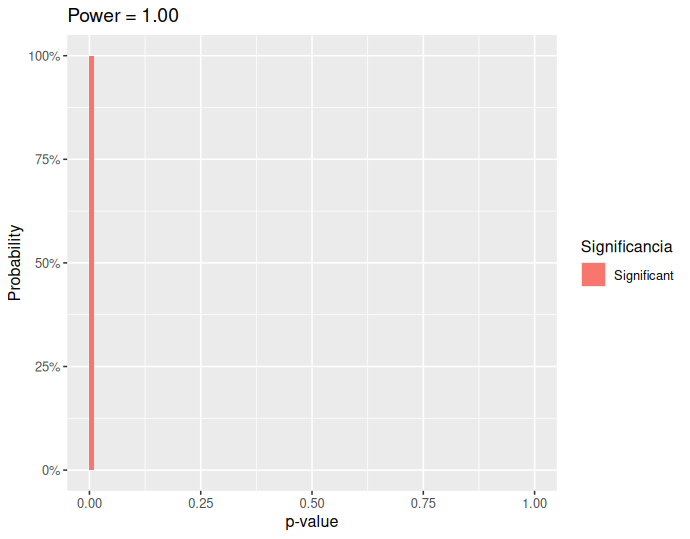 Power = 1.00
Probability
100%
75%
50%
25%
0%
0.00 0.25 0.50 0.75 1.00
p-value
Significancia
Significant